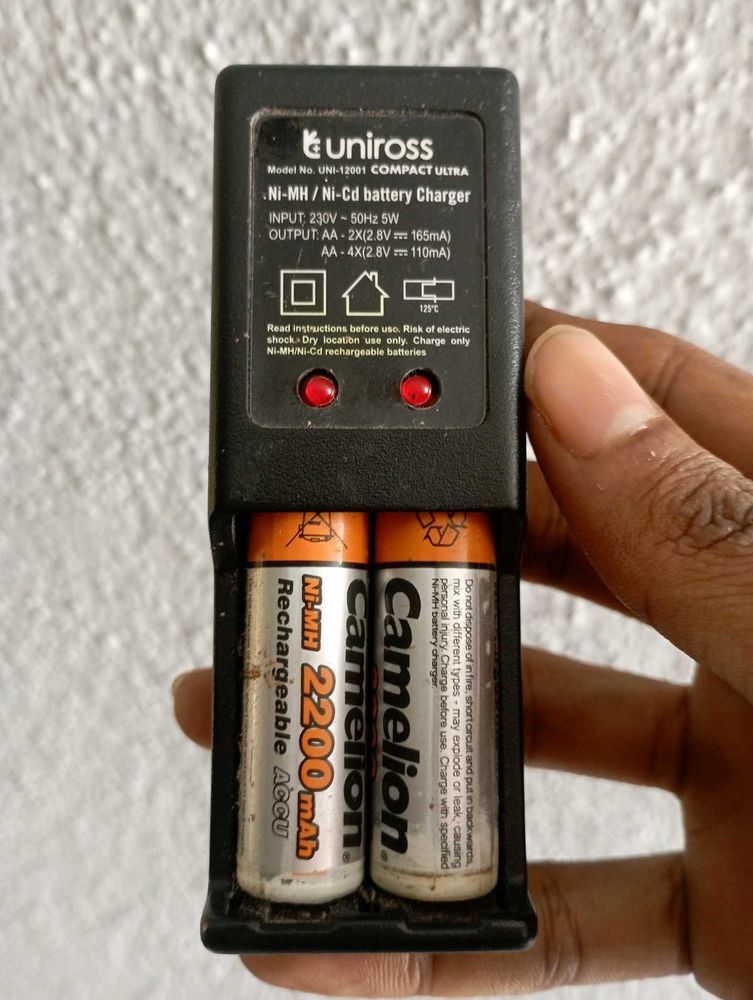 uniross
Model No. UNI-12001 COMPACT ULTRA
Ni-MH / Ni-Cd battery Charger
INPUT: 230V ~ 50Hz 5W
OUTPUT: AA - 2X(2.8V ⎓ 165mA)
AA - 4X(2.8V ⎓ 110mA)
125°C
Read instructions before use. Risk of electric
shock. Dry location use only. Charge only
Ni-MH/Ni-Cd rechargeable batteries
Camelion®
Ni-MH 2200 mAh
Rechargeable ACCU
Do not dispose of in fire, short circuit and put in backwards,
mix with different types - may explode or leak, causing
personal injury. Charge before use. Charge with specified
Ni-MH battery charger.
Camelion®